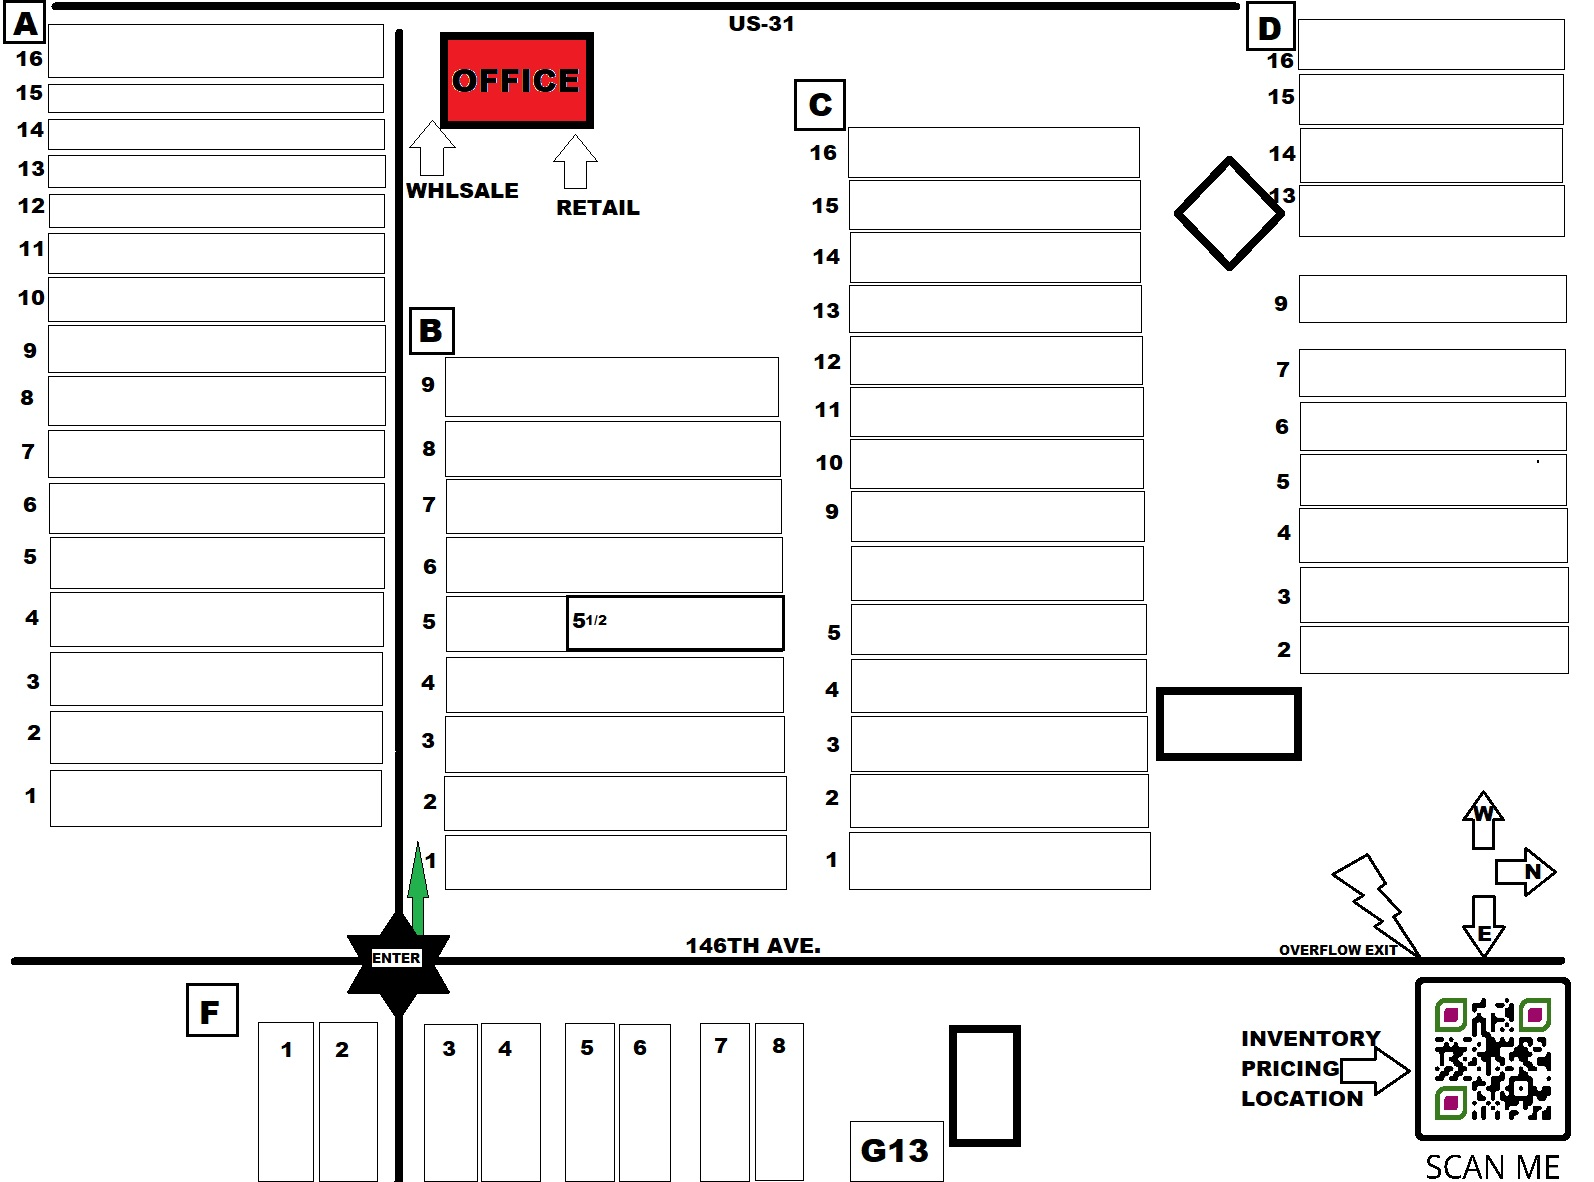 A
US-31
D
16
15
14
13
12
11
10
9
8
7
6
5
4
3
2
1
OFFICE
WHLSALE
RETAIL
B
9
8
7
6
5
5 1/2
4
3
2
1
C
16
15
14
13
12
11
10
9
5
4
3
2
1
16
15
14
13
9
7
6
5
4
3
2
W
N
E
ENTER
146TH AVE.
OVERFLOW EXIT
F
1 2 3 4 5 6 7 8
G13
INVENTORY
PRICING
LOCATION
SCAN ME